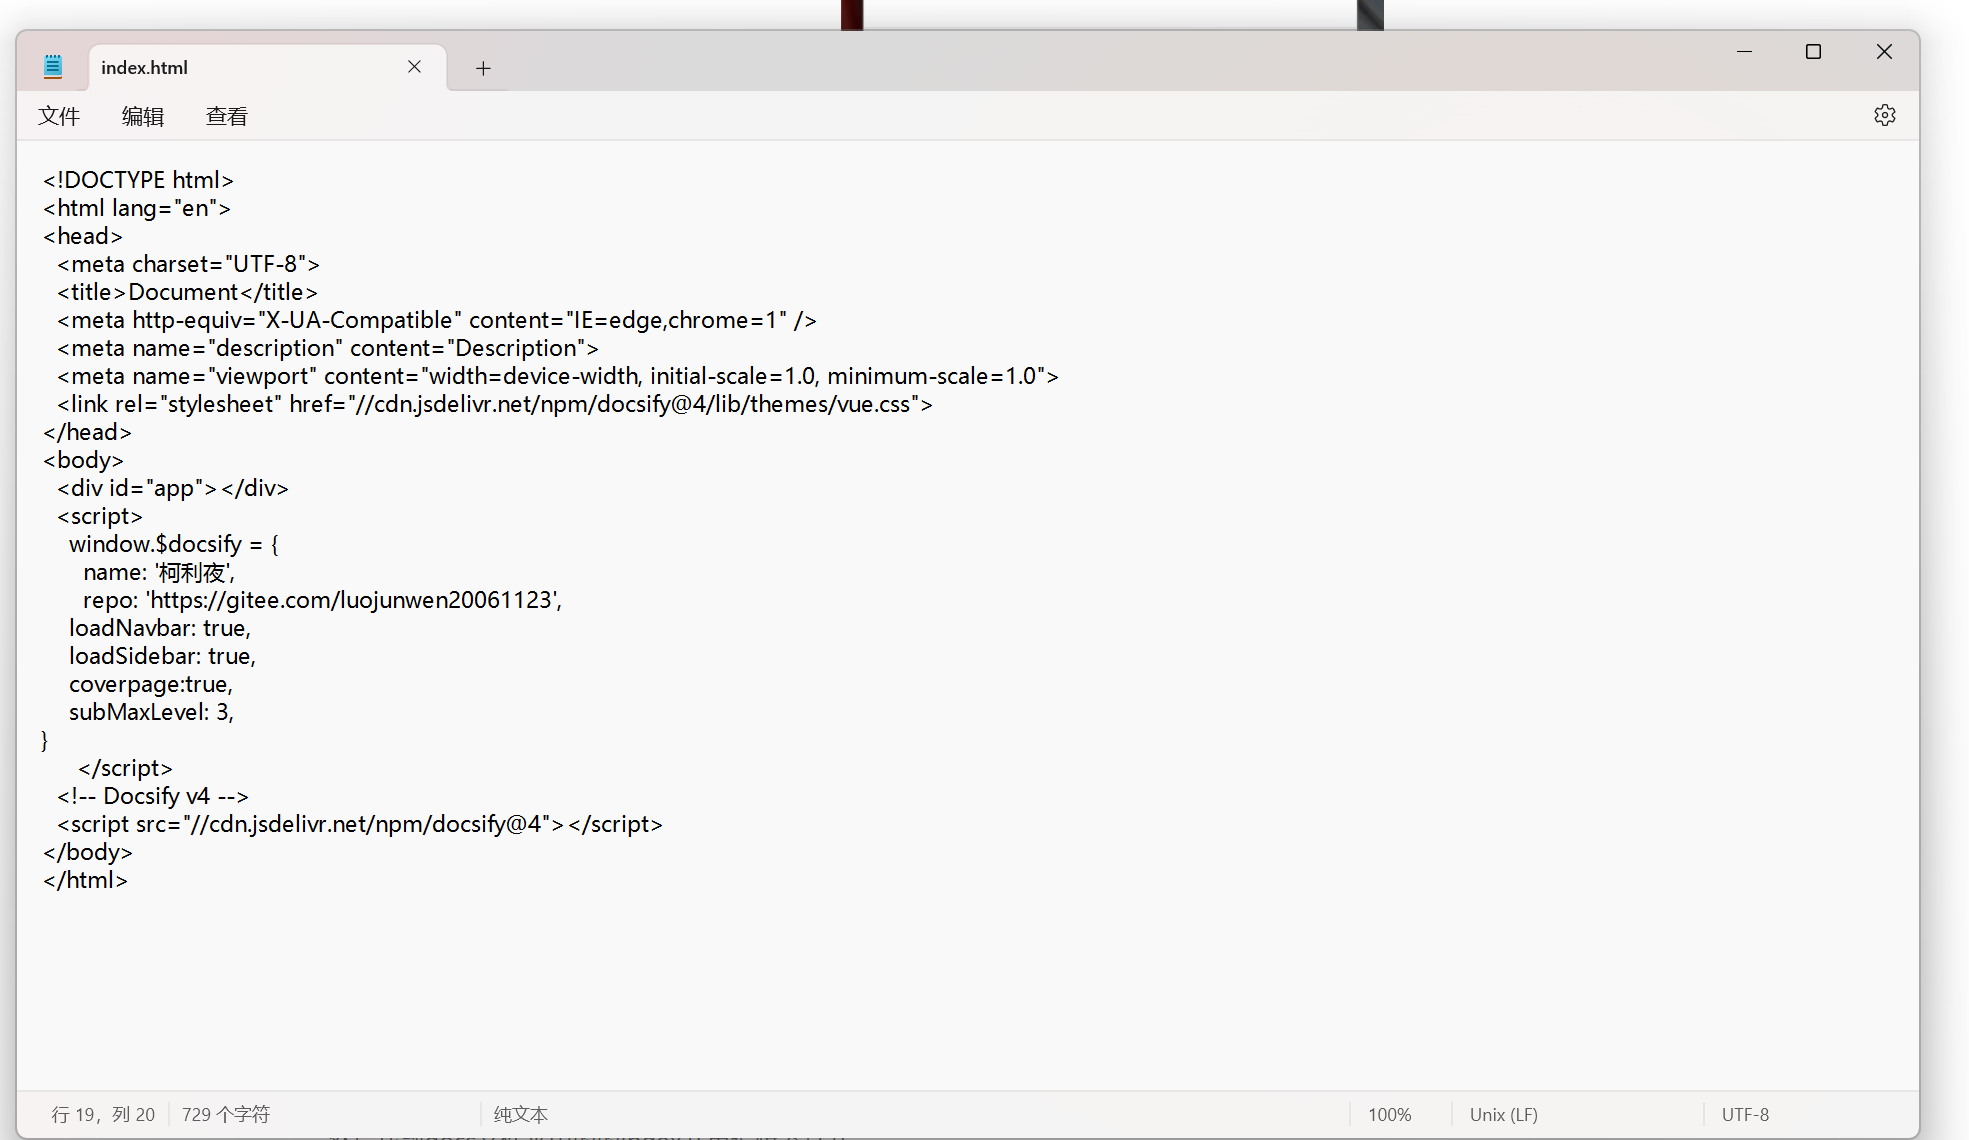 index.html
文件 编辑 查看
<!DOCTYPE html>
<html lang="en">
<head>
  <meta charset="UTF-8">
  <title>Document</title>
  <meta http-equiv="X-UA-Compatible" content="IE=edge,chrome=1" />
  <meta name="description" content="Description">
  <meta name="viewport" content="width=device-width, initial-scale=1.0, minimum-scale=1.0">
  <link rel="stylesheet" href="//cdn.jsdelivr.net/npm/docsify@4/lib/themes/vue.css">
</head>
<body>
  <div id="app"></div>
  <script>
    window.$docsify = {
      name: '柯利夜',
      repo: 'https://gitee.com/luojunwen20061123',
    loadNavbar: true,
    loadSidebar: true,
    coverpage:true,
    subMaxLevel: 3,
}
     </script>
  <!-- Docsify v4 -->
  <script src="//cdn.jsdelivr.net/npm/docsify@4"></script>
</body>
</html>
行 19，列 20 729 个字符 纯文本 100% Unix (LF) UTF-8